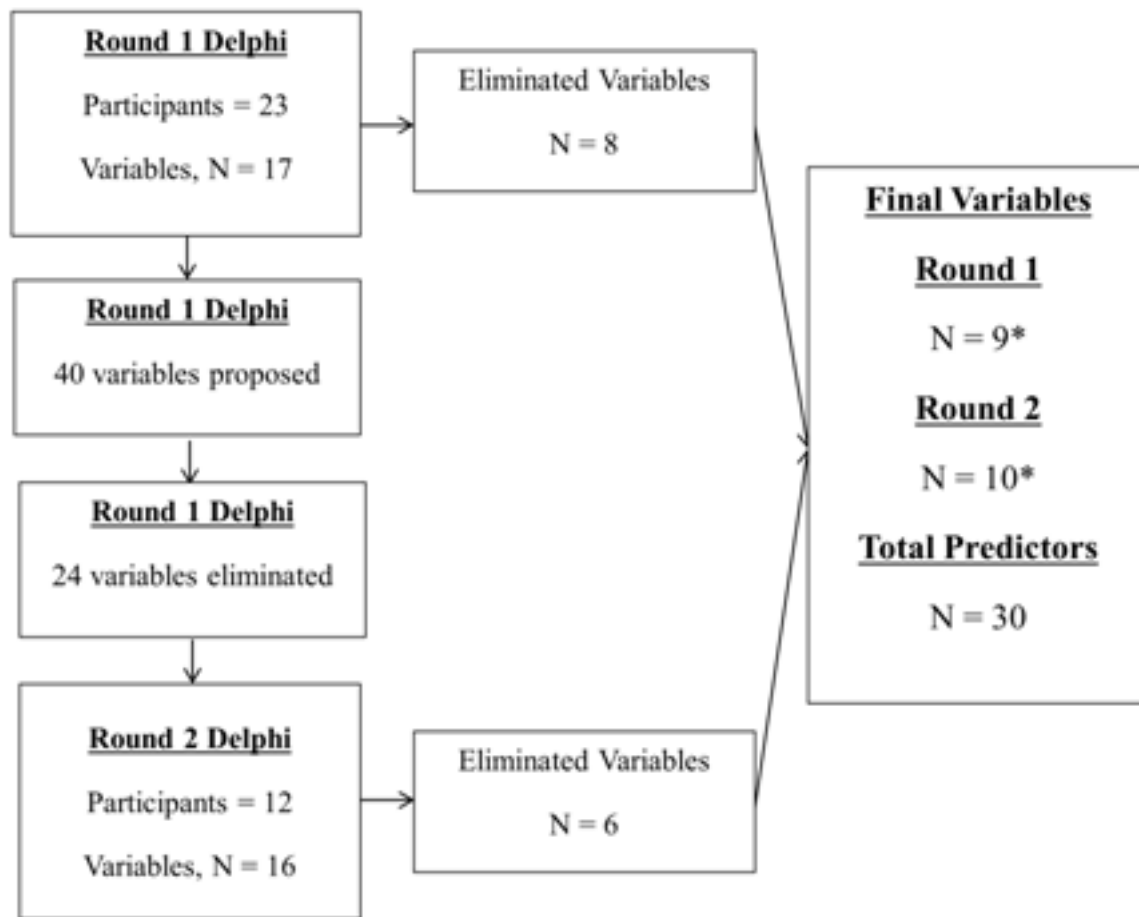 Round 1 Delphi
Participants = 23
Variables, N = 17
Eliminated Variables
N = 8
Round 1 Delphi
40 variables proposed
Round 1 Delphi
24 variables eliminated
Round 2 Delphi
Participants = 12
Variables, N = 16
Eliminated Variables
N = 6
Final Variables
Round 1
N = 9*
Round 2
N = 10*
Total Predictors
N = 30